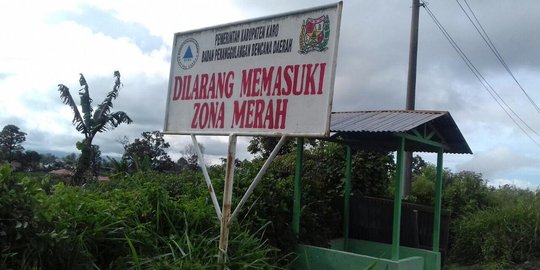 PEMERINTAH KABUPATEN KARO
BADAN PENANGGULANGAN BENCANA DAERAH
DILARANG MEMASUKI
ZONA MERAH